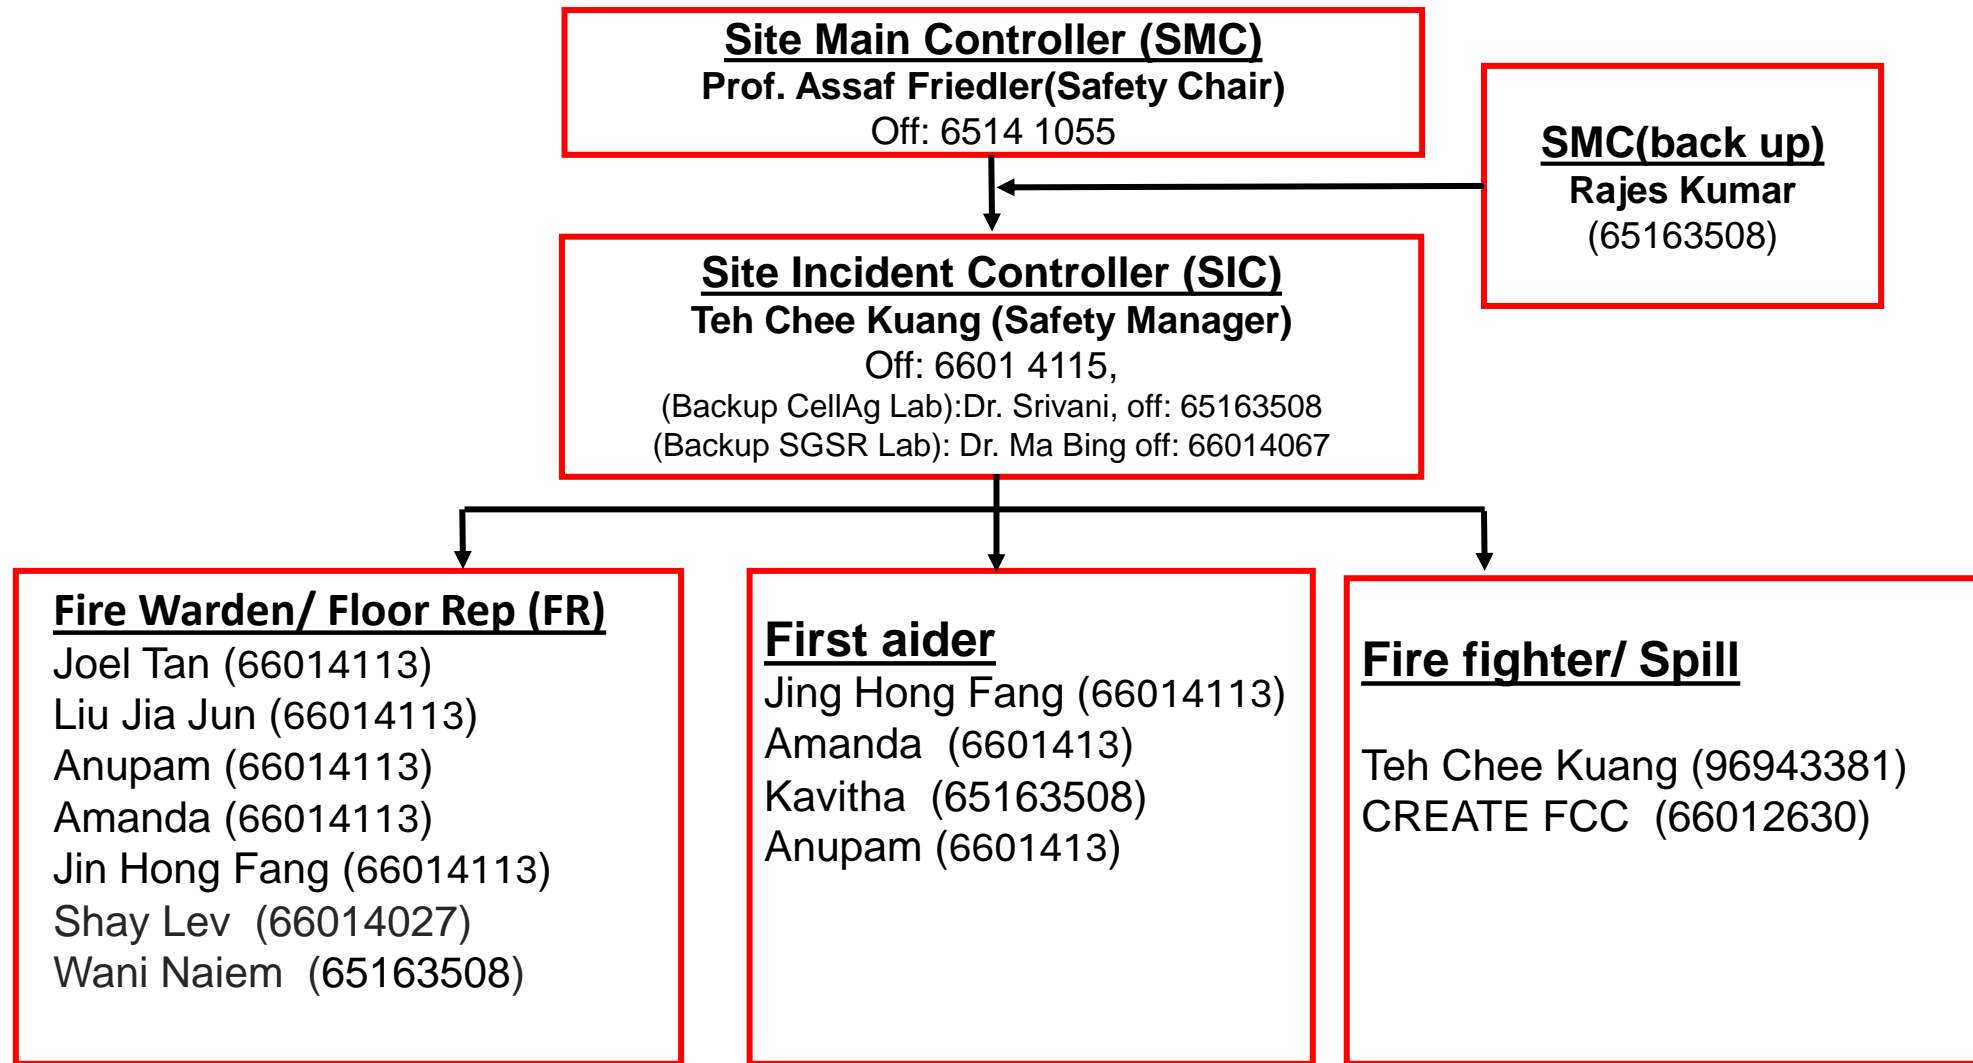 Site Main Controller (SMC)
Prof. Assaf Friedler(Safety Chair)
Off: 6514 1055
SMC(back up)
Rajes Kumar
(65163508)
Site Incident Controller (SIC)
Teh Chee Kuang (Safety Manager)
Off: 6601 4115,
(Backup CellAg Lab):Dr. Srivani, off: 65163508
(Backup SGSR Lab): Dr. Ma Bing off: 66014067
Fire Warden/ Floor Rep (FR)
Joel Tan (66014113)
Liu Jia Jun (66014113)
Anupam (66014113)
Amanda (66014113)
Jin Hong Fang (66014113)
Shay Lev (66014027)
Wani Naiem (65163508)
First aider
Jing Hong Fang (66014113)
Amanda (6601413)
Kavitha (65163508)
Anupam (6601413)
Fire fighter/ Spill
Teh Chee Kuang (96943381)
CREATE FCC (66012630)